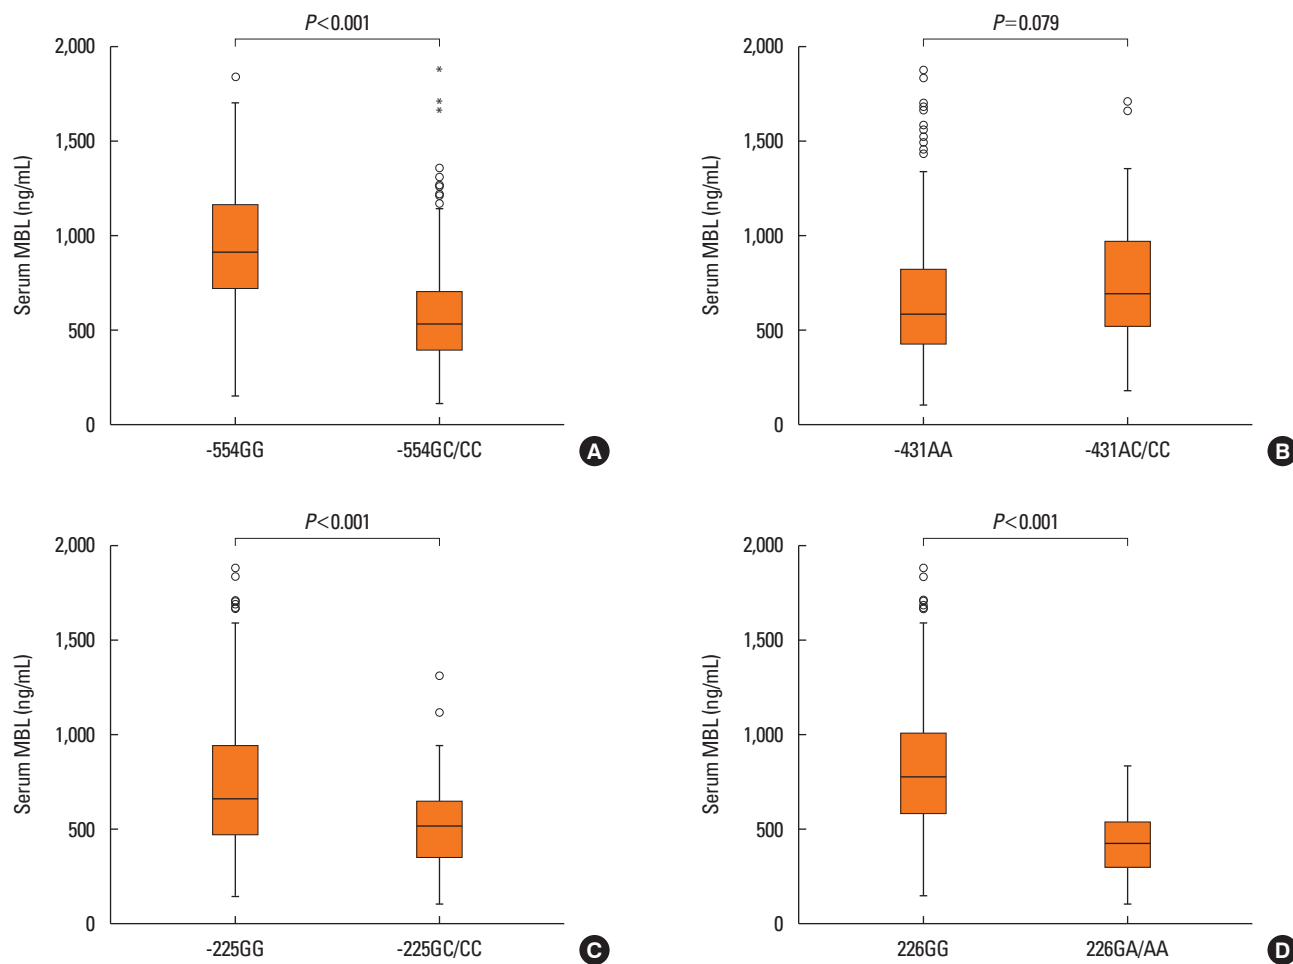 P<0.001
2,000
1,500
1,000
500
0
Serum MBL (ng/mL)
-554GG
-554GC/CC
A
P=0.079
2,000
1,500
1,000
500
0
Serum MBL (ng/mL)
-431AA
-431AC/CC
B
P<0.001
2,000
1,500
1,000
500
0
Serum MBL (ng/mL)
-225GG
-225GC/CC
C
P<0.001
2,000
1,500
1,000
500
0
Serum MBL (ng/mL)
226GG
226GA/AA
D